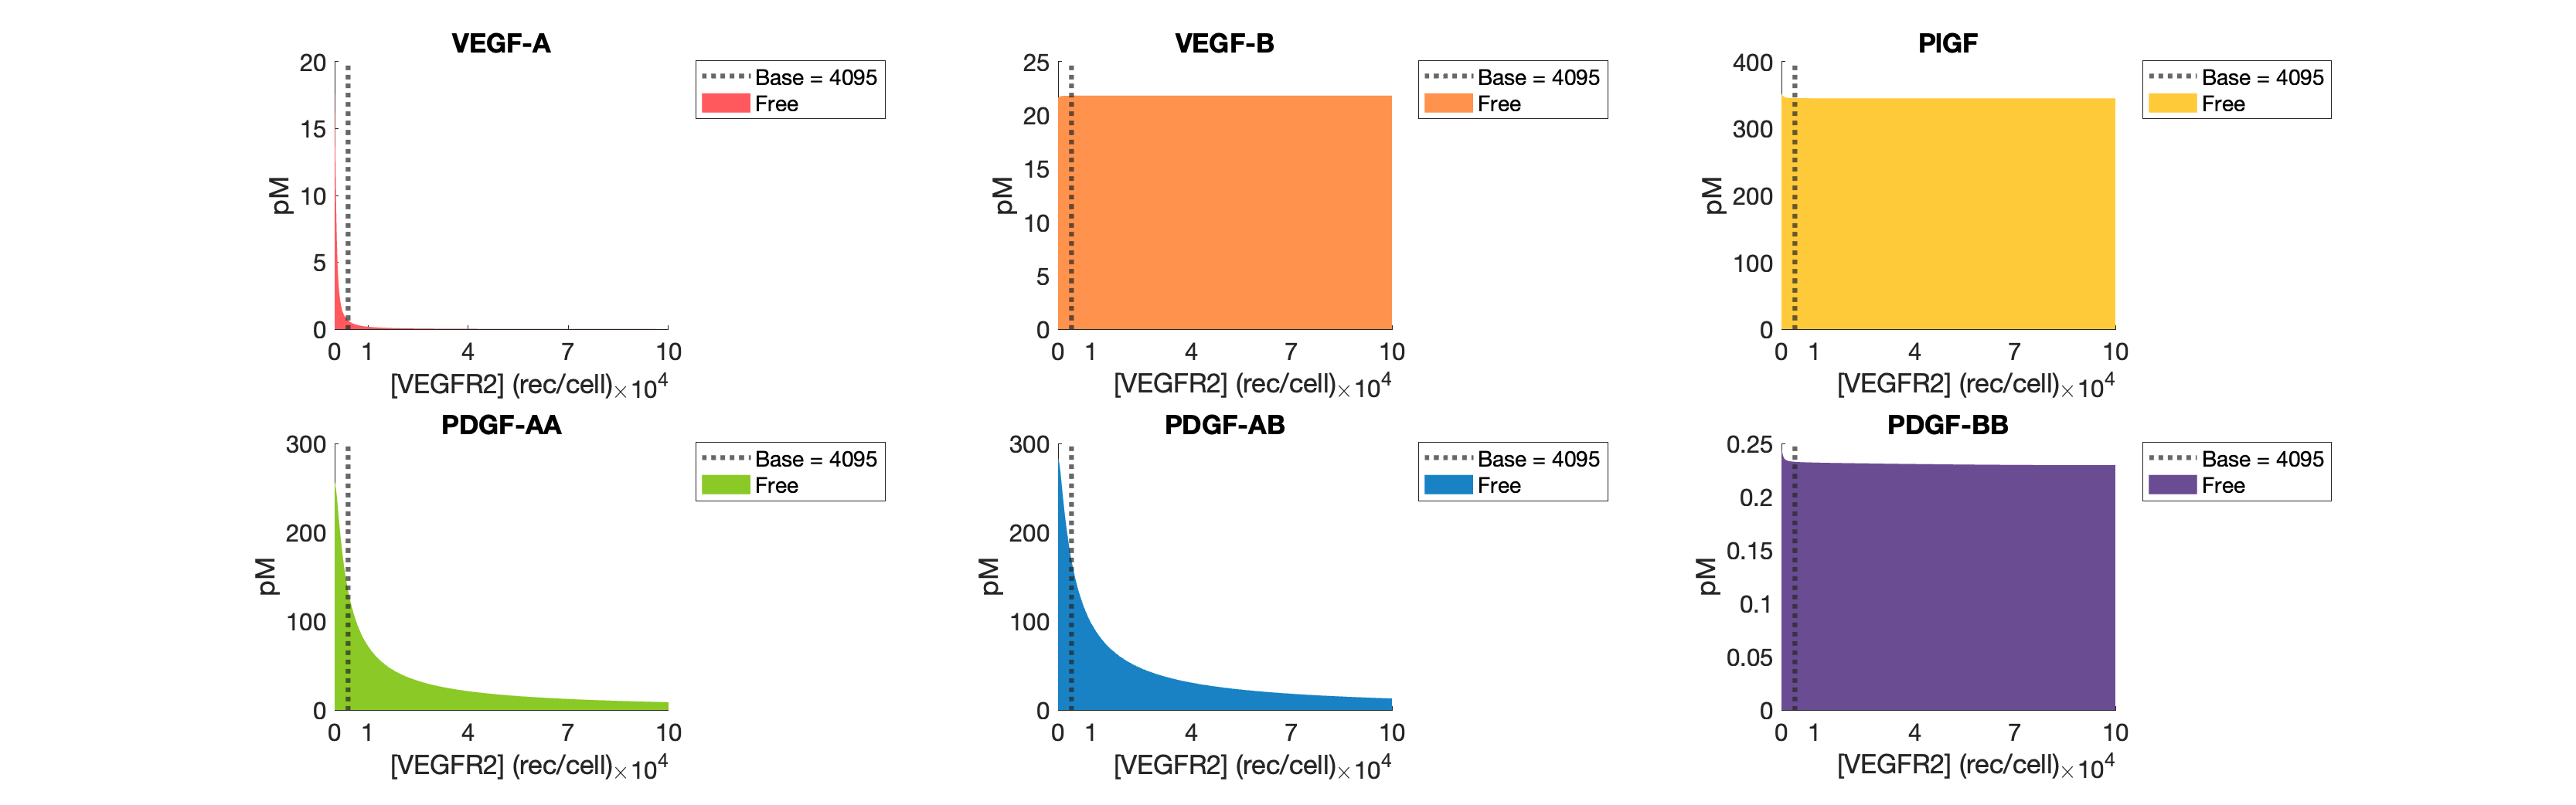 VEGF-A
20
15
10
5
0
pM
0 1 4 7 10
[VEGFR2] (rec/cell)×10^4
Base = 4095
Free
VEGF-B
25
20
15
10
5
0
pM
0 1 4 7 10
[VEGFR2] (rec/cell)×10^4
Base = 4095
Free
PlGF
400
300
200
100
0
pM
0 1 4 7 10
[VEGFR2] (rec/cell)×10^4
Base = 4095
Free
PDGF-AA
300
200
100
0
pM
0 1 4 7 10
[VEGFR2] (rec/cell)×10^4
Base = 4095
Free
PDGF-AB
300
200
100
0
pM
0 1 4 7 10
[VEGFR2] (rec/cell)×10^4
Base = 4095
Free
PDGF-BB
0.25
0.2
0.15
0.1
0.05
0
pM
0 1 4 7 10
[VEGFR2] (rec/cell)×10^4
Base = 4095
Free